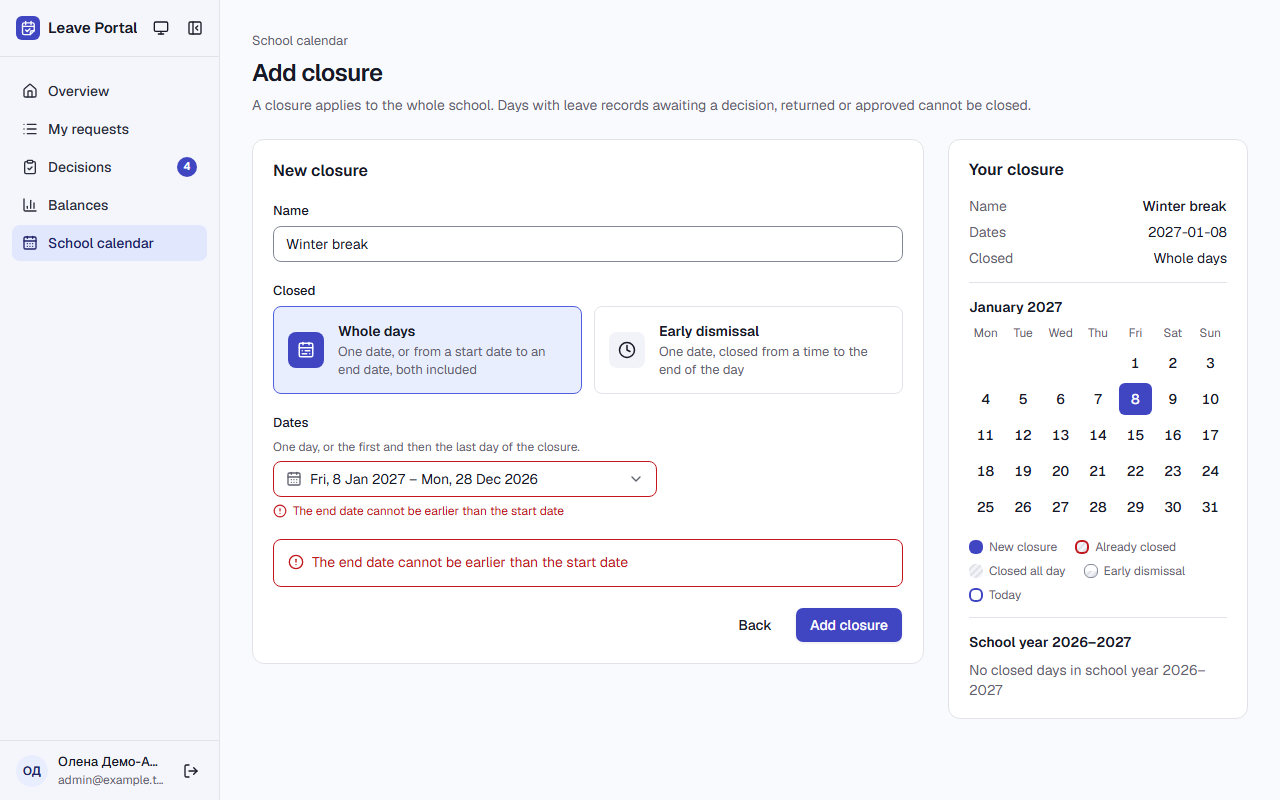 Leave Portal
Overview
My requests
Decisions 4
Balances
School calendar
ОД
Олена Демо-А...
admin@example.t...
School calendar
Add closure
A closure applies to the whole school. Days with leave records awaiting a decision, returned or approved cannot be closed.
New closure
Name
Winter break
Closed
Whole days
One date, or from a start date to an
end date, both included
Early dismissal
One date, closed from a time to the
end of the day
Dates
One day, or the first and then the last day of the closure.
Fri, 8 Jan 2027 – Mon, 28 Dec 2026
The end date cannot be earlier than the start date
The end date cannot be earlier than the start date
Back Add closure
Your closure
Name Winter break
Dates 2027-01-08
Closed Whole days
January 2027
Mon Tue Wed Thu Fri Sat Sun
1 2 3
4 5 6 7 8 9 10
11 12 13 14 15 16 17
18 19 20 21 22 23 24
25 26 27 28 29 30 31
New closure Already closed
Closed all day Early dismissal
Today
School year 2026–2027
No closed days in school year 2026–
2027